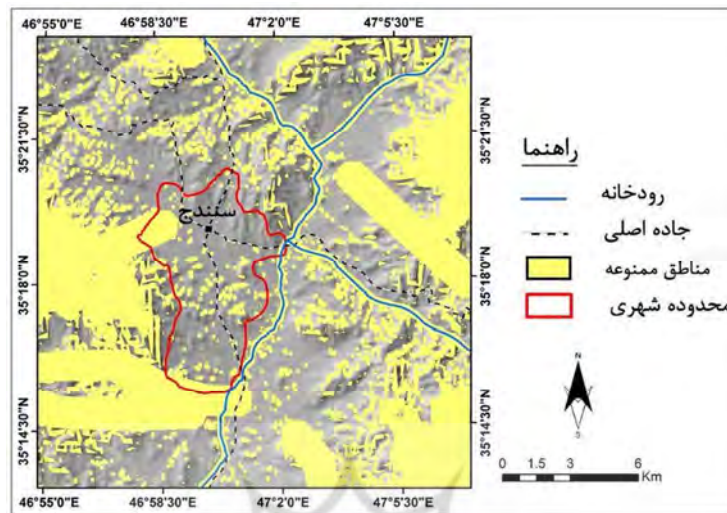 46°55'0"E 46°58'30"E 47°2'0"E 47°5'30"E
35°21'30"N 35°21'30"N
35°18'0"N 35°18'0"N
35°14'30"N 35°14'30"N
سنندج
راهنما
رودخانه
جاده اصلی
مناطق ممنوعه
محدوده شهری
N
S
0 1.5 3 6
Km
46°55'0"E 46°58'30"E 47°2'0"E 47°5'30"E